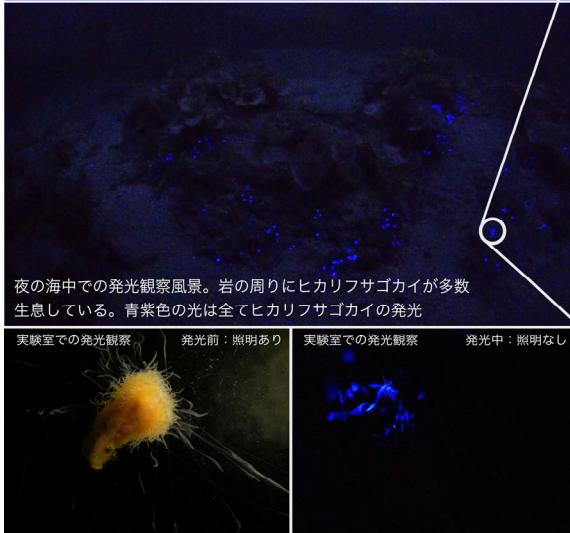 夜の海中での発光観察風景。岩の周りにヒカリフサゴカイが多数
生息している。青紫色の光は全てヒカリフサゴカイの発光
実験室での発光観察 発光前：照明あり
実験室での発光観察 発光中：照明なし